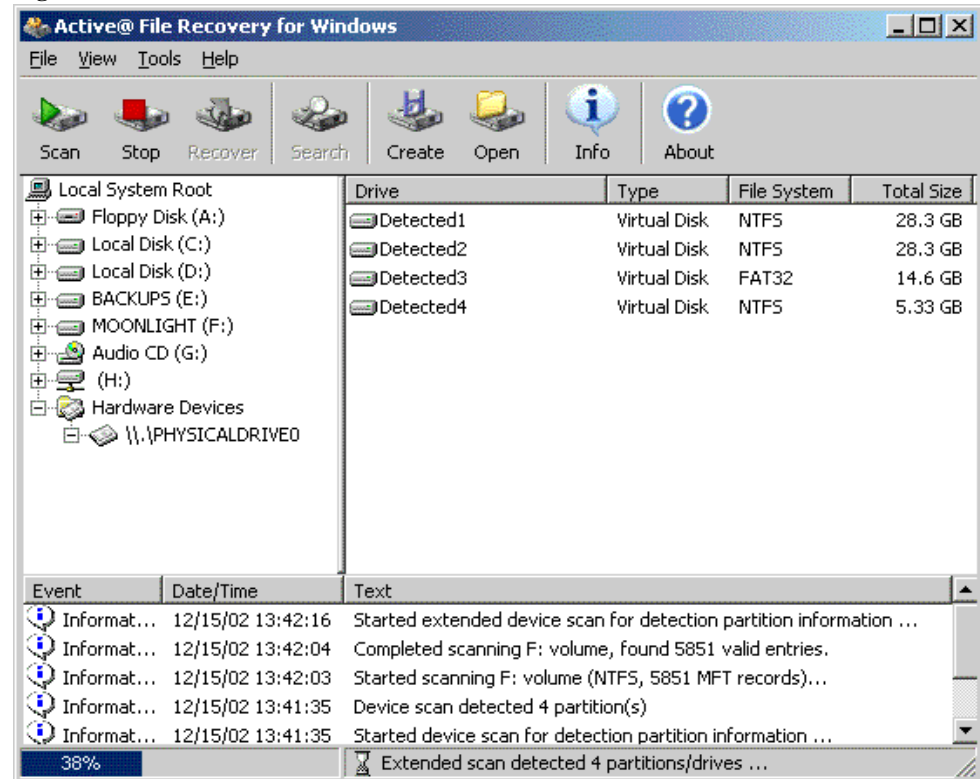 Active@ File Recovery for Windows
File View Tools Help
Scan Stop Recover Search Create Open Info About
Local System Root
Floppy Disk (A:)
Local Disk (C:)
Local Disk (D:)
BACKUPS (E:)
MOONLIGHT (F:)
Audio CD (G:)
(H:)
Hardware Devices
\\.\PHYSICALDRIVE0
Drive Type File System Total Size
Detected1 Virtual Disk NTFS 28.3 GB
Detected2 Virtual Disk NTFS 28.3 GB
Detected3 Virtual Disk FAT32 14.6 GB
Detected4 Virtual Disk NTFS 5.33 GB
Event Date/Time Text
Informat... 12/15/02 13:42:16 Started extended device scan for detection partition information ...
Informat... 12/15/02 13:42:04 Completed scanning F: volume, found 5851 valid entries.
Informat... 12/15/02 13:42:03 Started scanning F: volume (NTFS, 5851 MFT records)...
Informat... 12/15/02 13:41:35 Device scan detected 4 partition(s)
Informat... 12/15/02 13:41:35 Started device scan for detection partition information ...
38% Extended scan detected 4 partitions/drives ...